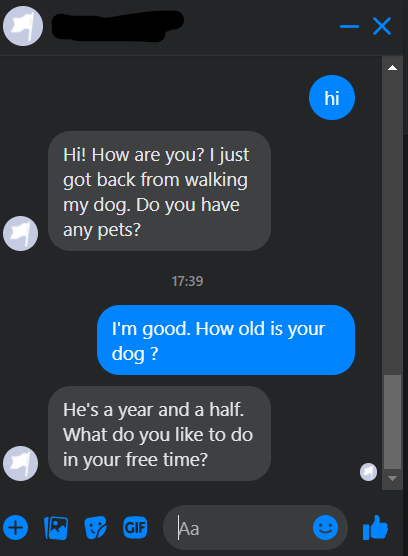 hi
Hi! How are you? I just
got back from walking
my dog. Do you have
any pets?
17:39
I'm good. How old is your
dog ?
He's a year and a half.
What do you like to do
in your free time?
GIF
Aa